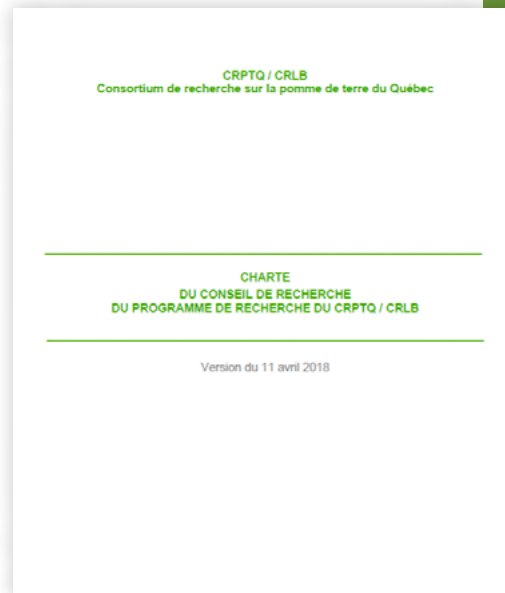 CRPTQ / CRLB
Consortium de recherche sur la pomme de terre du Québec
CHARTE
DU CONSEIL DE RECHERCHE
DU PROGRAMME DE RECHERCHE DU CRPTQ / CRLB
Version du 11 avril 2018